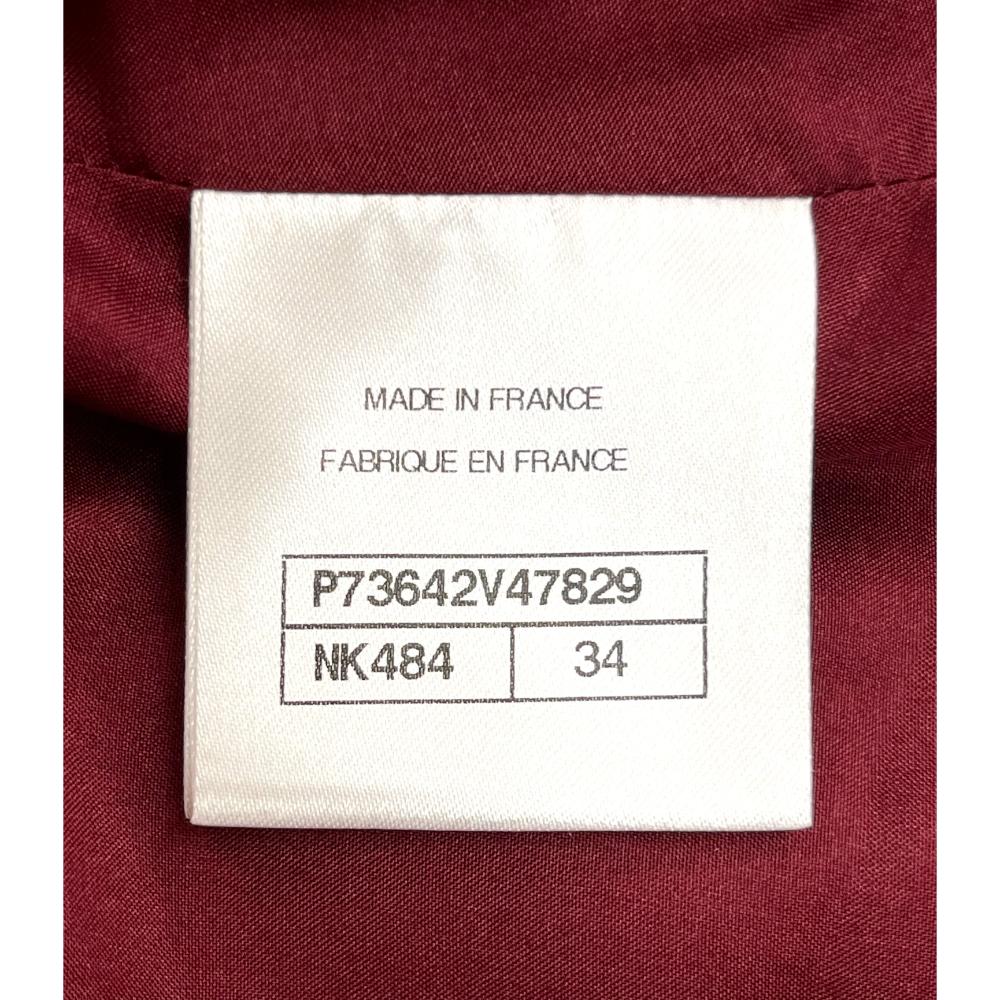 MADE IN FRANCE
FABRIQUE EN FRANCE
P73642V47829
NK484 34